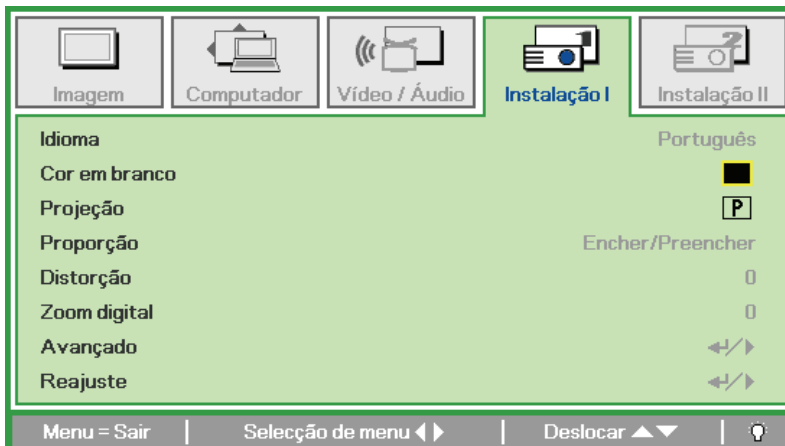 Imagem
Computador
Vídeo / Áudio
Instalação I
Instalação II
Idioma Português
Cor em branco
Projeção P
Proporção Encher/Preencher
Distorção 0
Zoom digital 0
Avançado
Reajuste
Menu = Sair Selecção de menu Deslocar